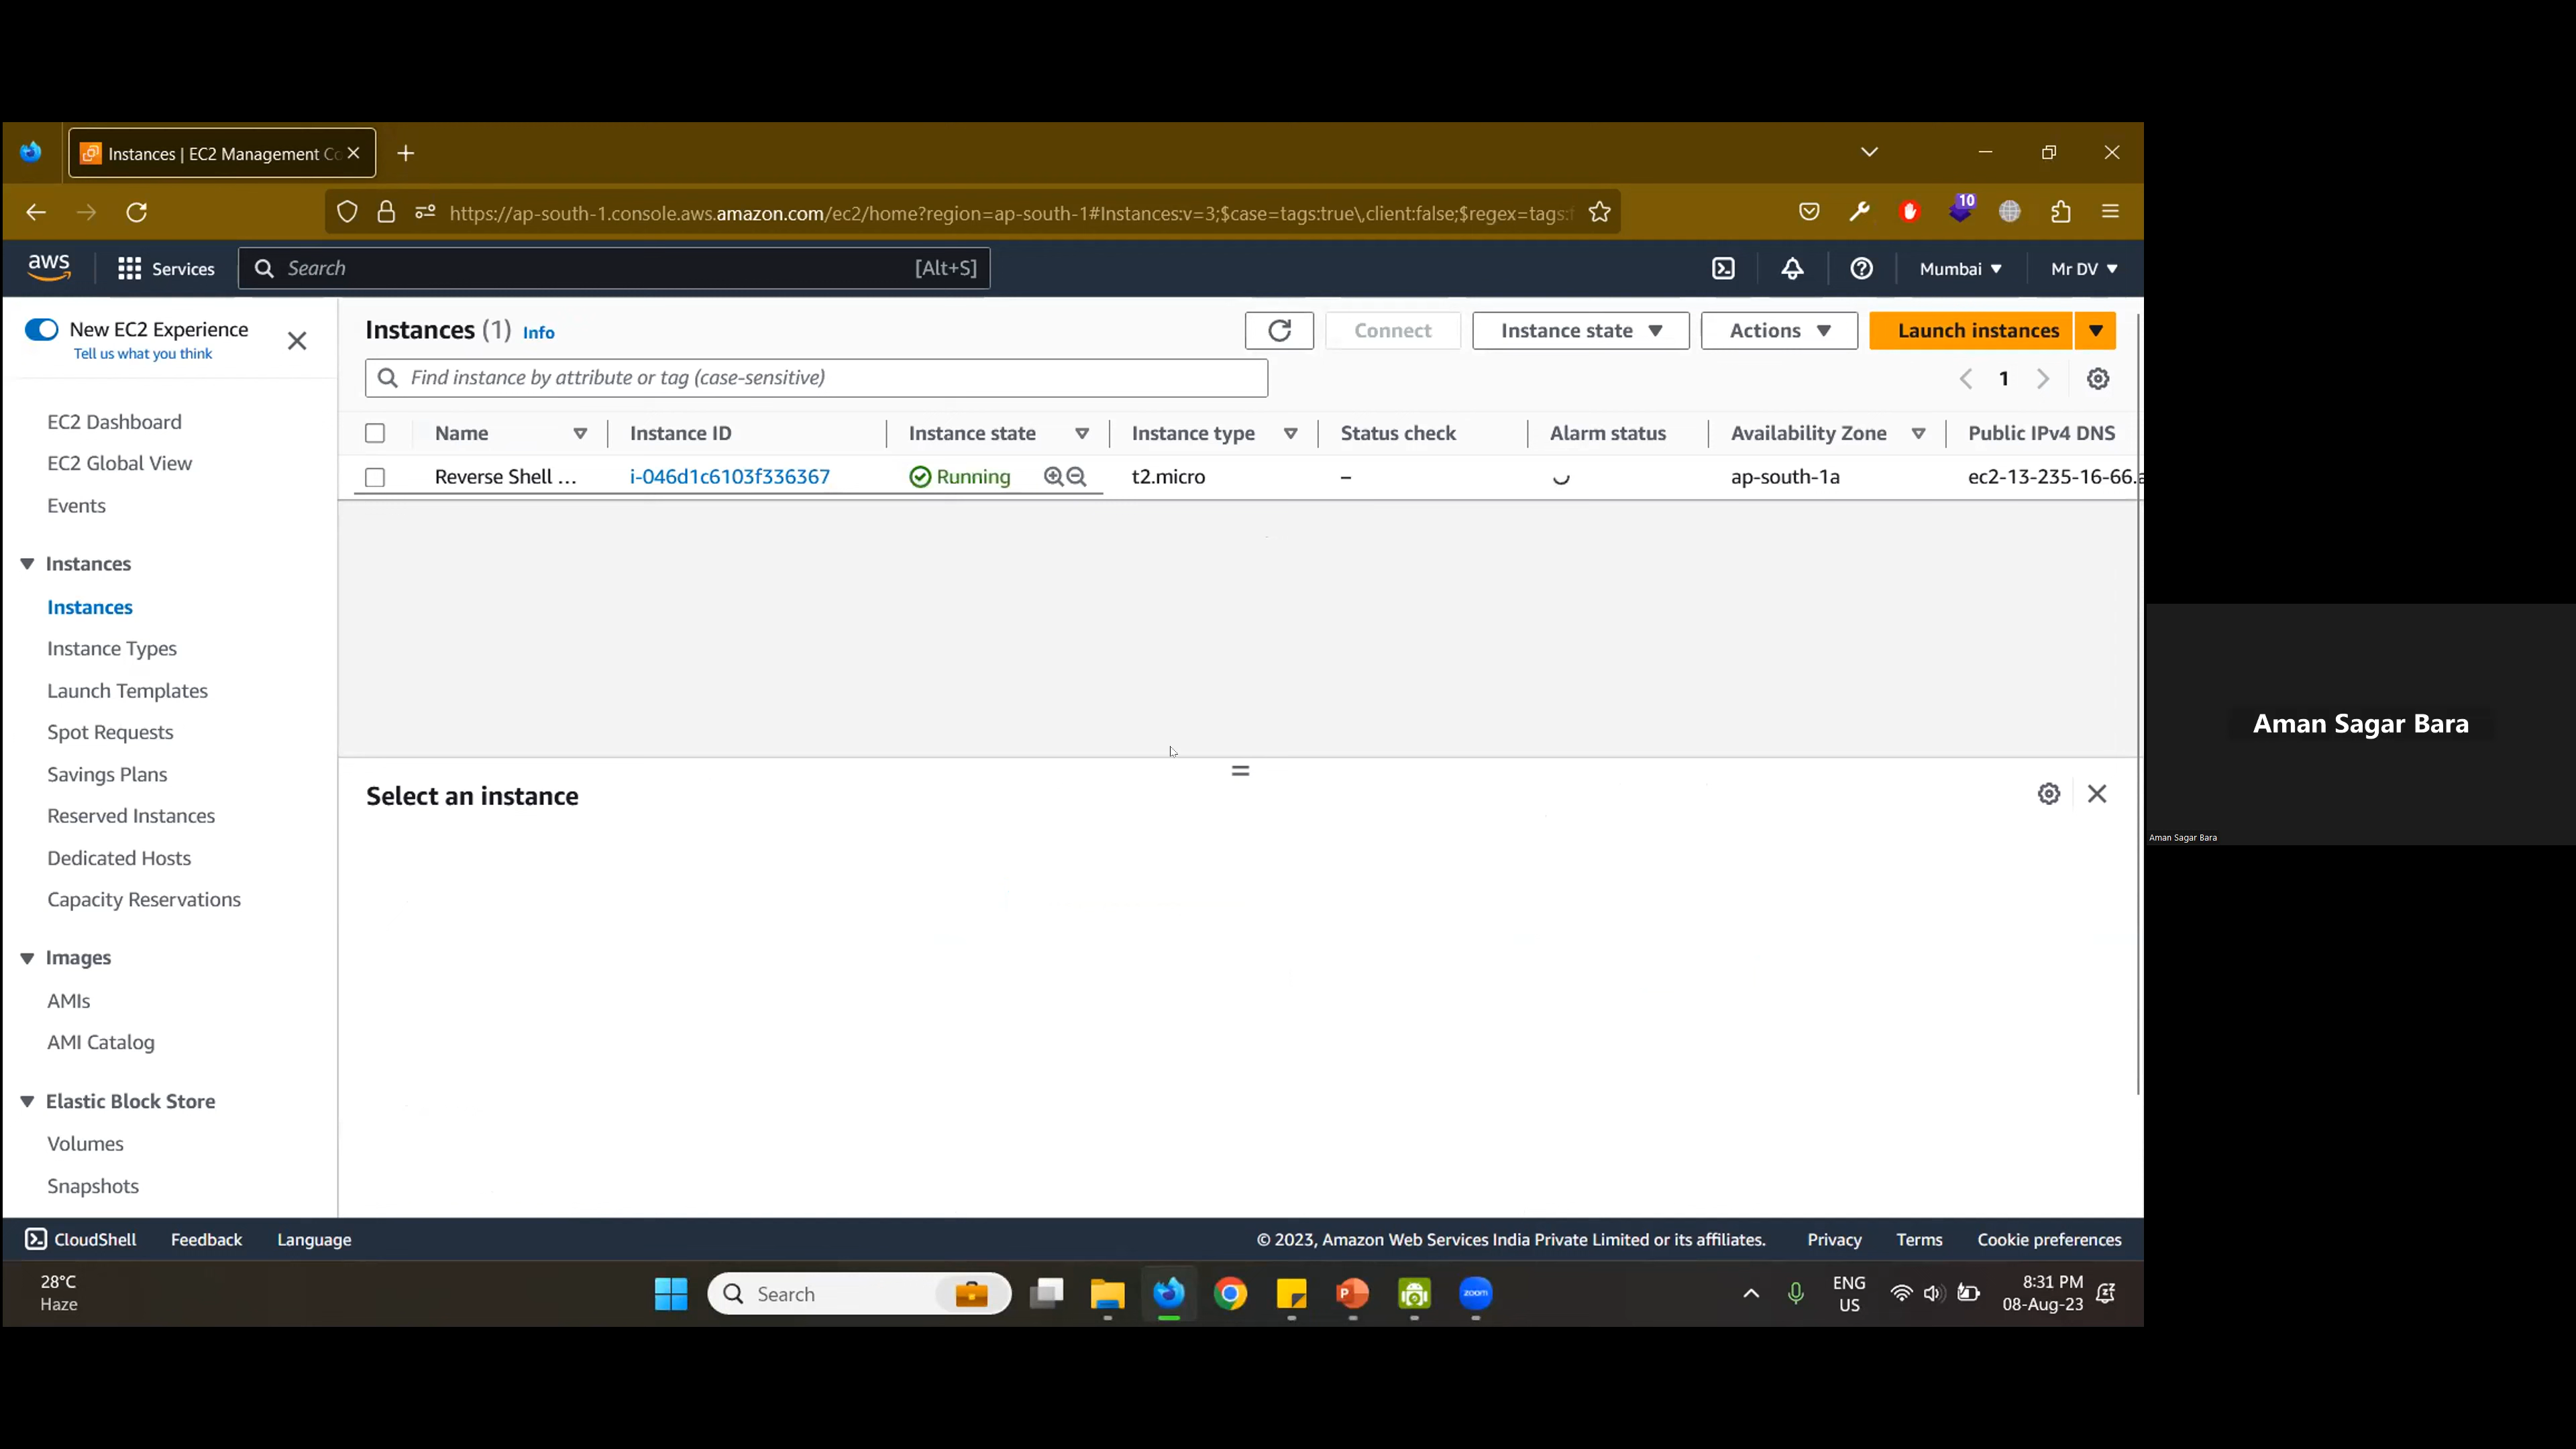 Instances | EC2 Management Co
https://ap-south-1.console.aws.amazon.com/ec2/home?region=ap-south-1#Instances:v=3;$case=tags:true\,client:false;$regex=tags:f
10
aws
Services
Search
[Alt+S]
Mumbai
Mr DV
New EC2 Experience
Tell us what you think
EC2 Dashboard
EC2 Global View
Events
Instances
Instances
Instance Types
Launch Templates
Spot Requests
Savings Plans
Reserved Instances
Dedicated Hosts
Capacity Reservations
Images
AMIs
AMI Catalog
Elastic Block Store
Volumes
Snapshots
Instances (1) Info
Connect
Instance state
Actions
Launch instances
Find instance by attribute or tag (case-sensitive)
1
Name Instance ID Instance state Instance type Status check Alarm status Availability Zone Public IPv4 DNS
Reverse Shell ... i-046d1c6103f336367 Running t2.micro – ap-south-1a ec2-13-235-16-66.a
Select an instance
Aman Sagar Bara
Aman Sagar Bara
CloudShell Feedback Language
© 2023, Amazon Web Services India Private Limited or its affiliates. Privacy Terms Cookie preferences
28°C
Haze
Search
zoom
ENG
US
8:31 PM
08-Aug-23